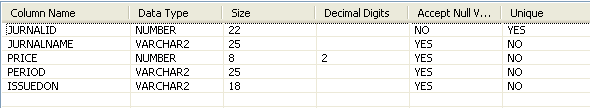 Column Name Data Type Size Decimal Digits Accept Null V... Unique
JURNALID NUMBER 22 NO YES
JURNALNAME VARCHAR2 25 YES NO
PRICE NUMBER 8 2 YES NO
PERIOD VARCHAR2 25 YES NO
ISSUEDON VARCHAR2 18 YES NO